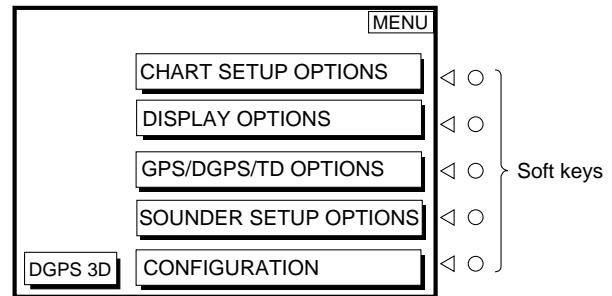 MENU
CHART SETUP OPTIONS
DISPLAY OPTIONS
GPS/DGPS/TD OPTIONS
Soft keys
SOUNDER SETUP OPTIONS
DGPS 3D
CONFIGURATION